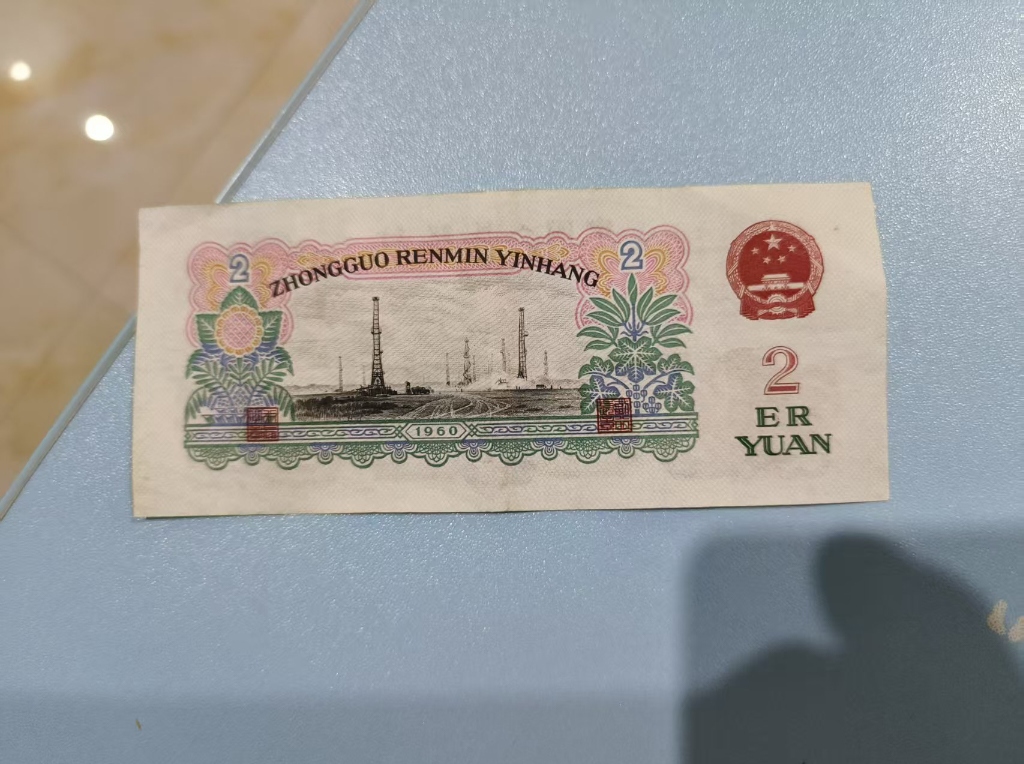 2
2
ZHONGGUO RENMIN YINHANG
1960
2
ER
YUAN